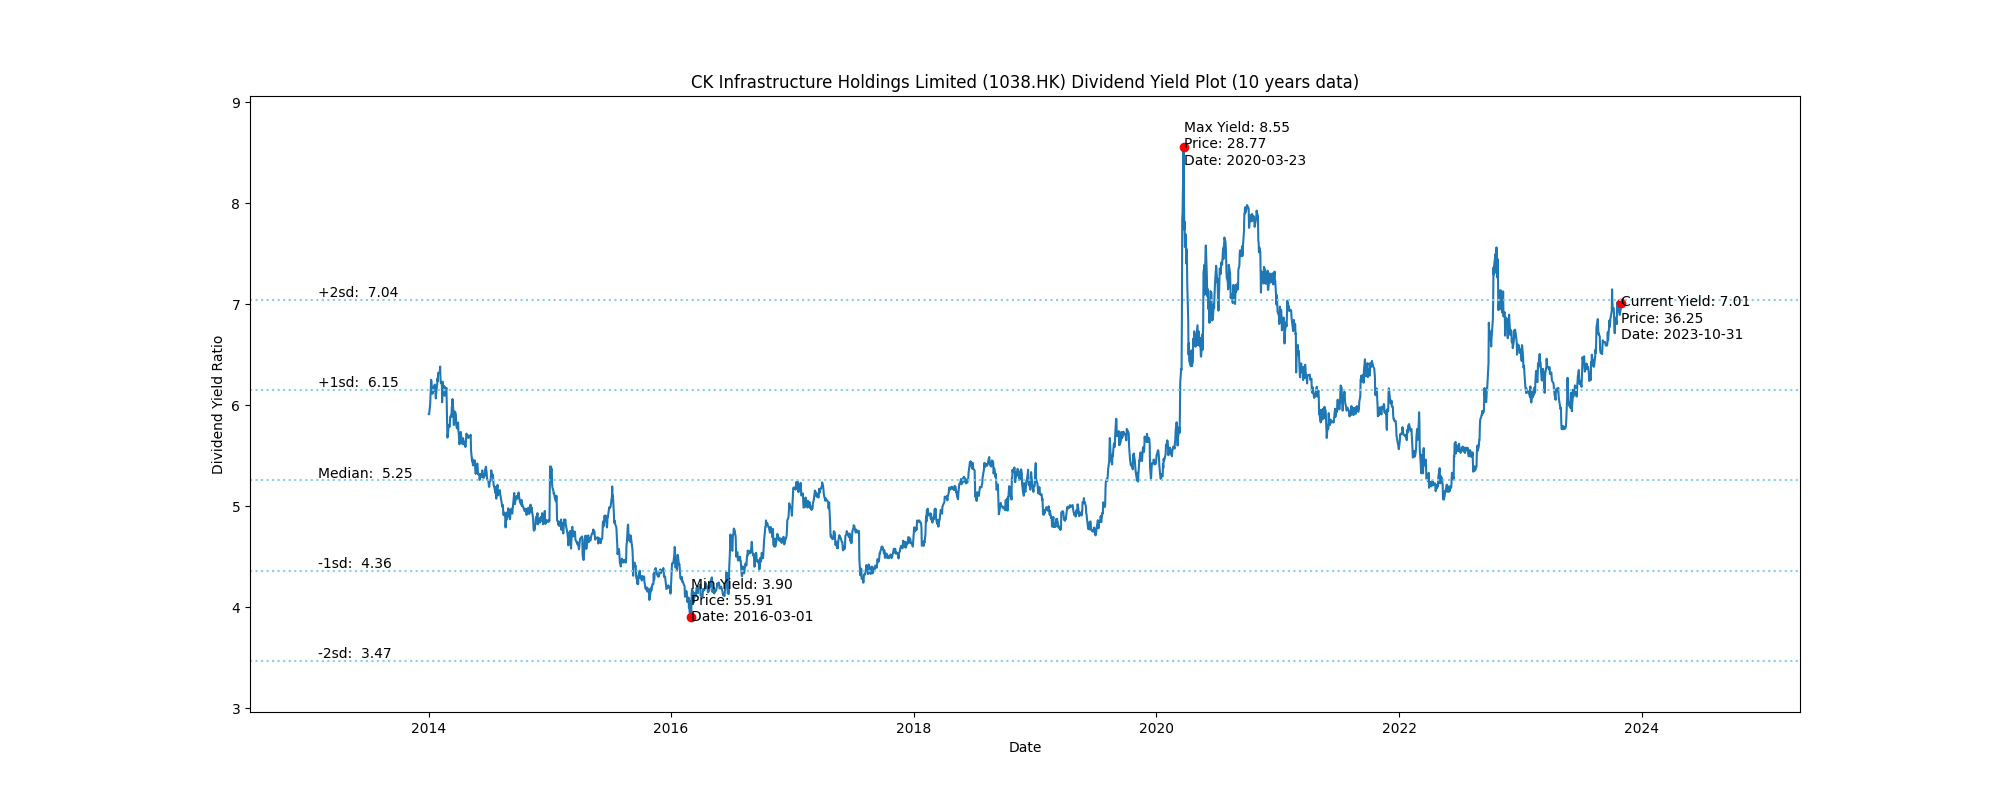 CK Infrastructure Holdings Limited (1038.HK) Dividend Yield Plot (10 years data)
9
8
7
6
5
4
3
Dividend Yield Ratio
+2sd: 7.04
+1sd: 6.15
Median: 5.25
-1sd: 4.36
-2sd: 3.47
Max Yield: 8.55
Price: 28.77
Date: 2020-03-23
Current Yield: 7.01
Price: 36.25
Date: 2023-10-31
Min Yield: 3.90
Price: 55.91
Date: 2016-03-01
2014
2016
2018
2020
2022
2024
Date